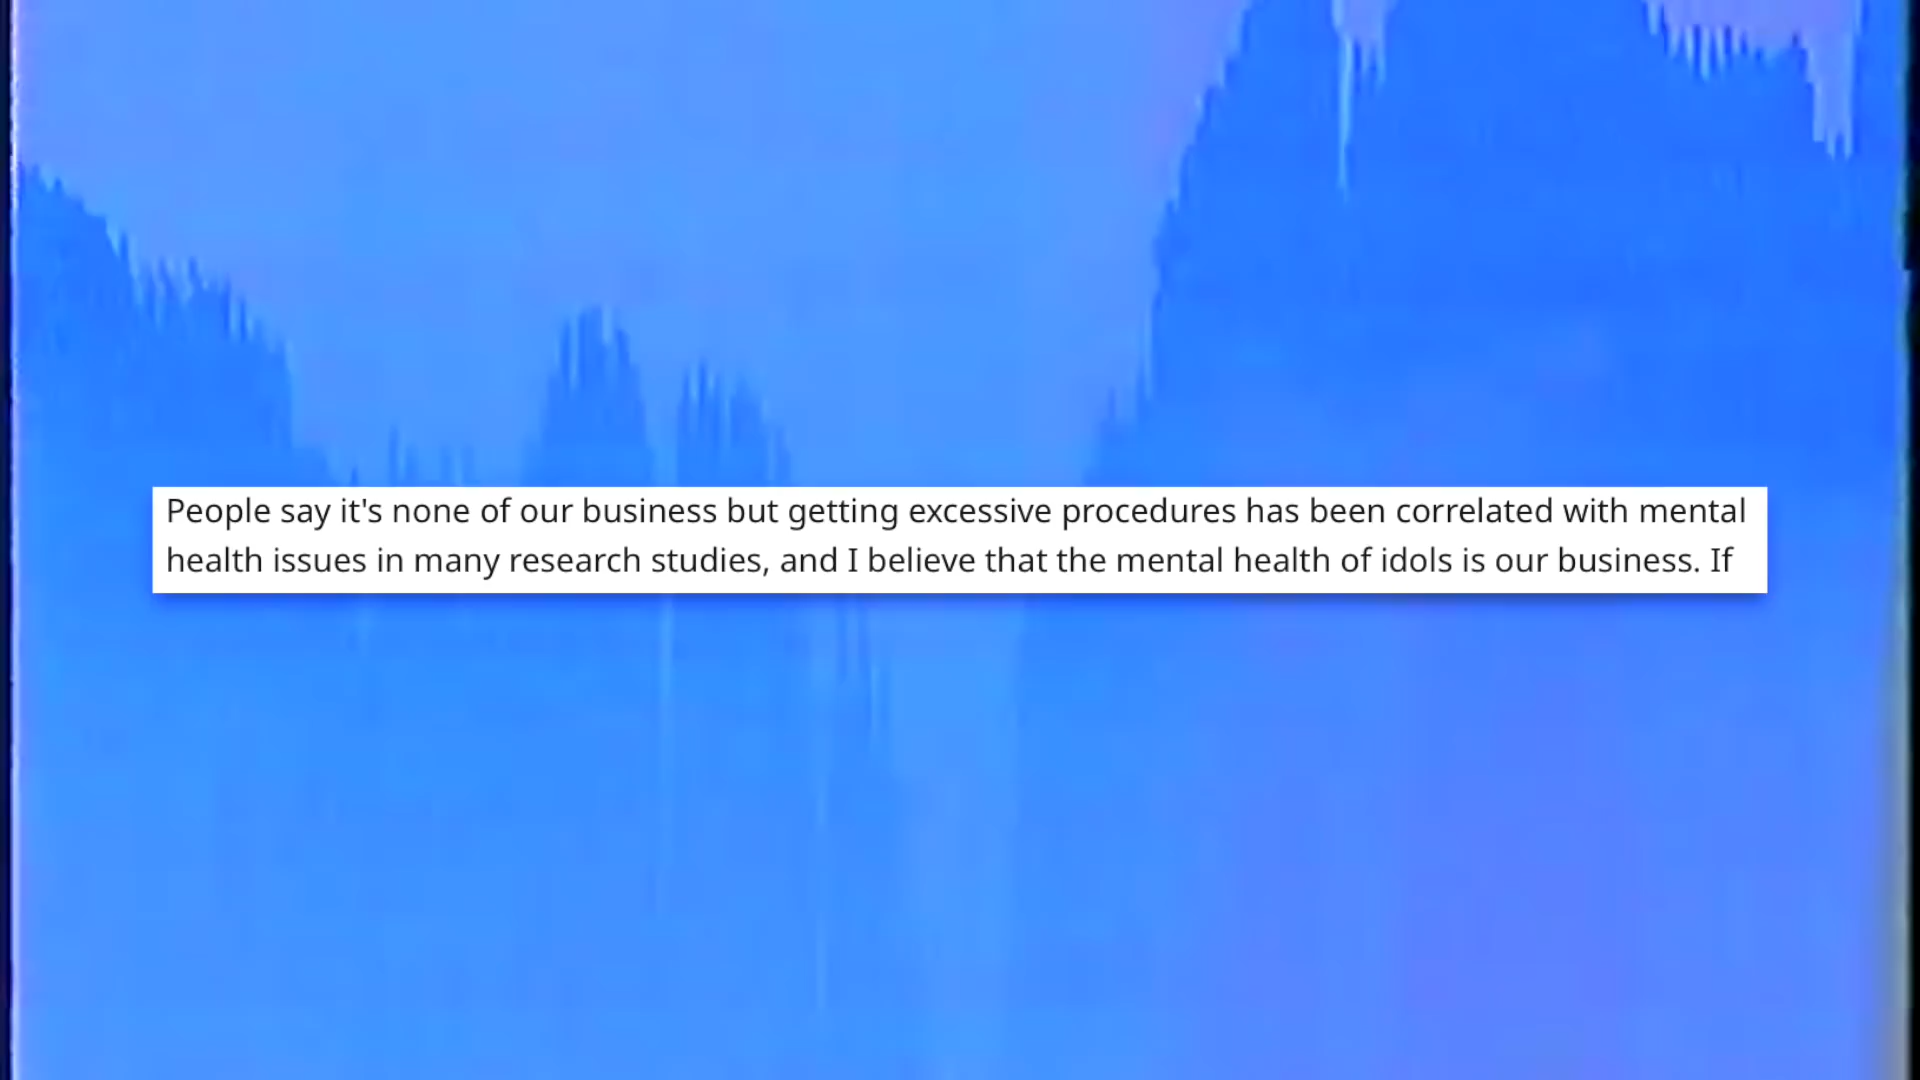 People say it's none of our business but getting excessive procedures has been correlated with mental
health issues in many research studies, and I believe that the mental health of idols is our business. If